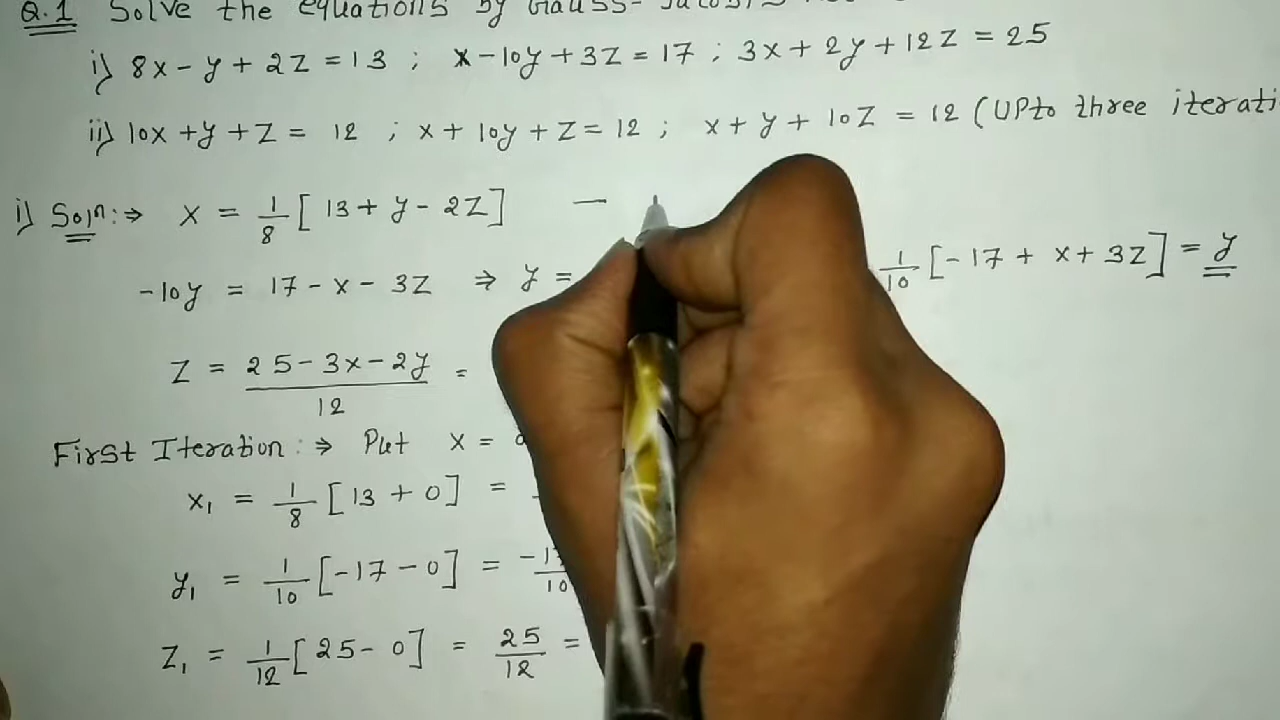 Q.1 Solve the equations by Gauss-
i) 8x - y + 2z = 13 ; x - 10y + 3z = 17 ; 3x + 2y + 12z = 25
ii) 10x + y + z = 12 ; x + 10y + z = 12 ; x + y + 10z = 12 (UPto three
i) Soln: ⇒ x = 1/8 [ 13 + y - 2z ] —
-10y = 17 - x - 3z ⇒ y = 1/10 [ -17 + x + 3z ] = y
z = 25 - 3x - 2y / 12 =
First Iteration: ⇒ Put x =
x₁ = 1/8 [ 13 + 0 ] =
y₁ = 1/10 [ -17 - 0 ] = -17/10
z₁ = 1/12 [ 25 - 0 ] = 25/12 =